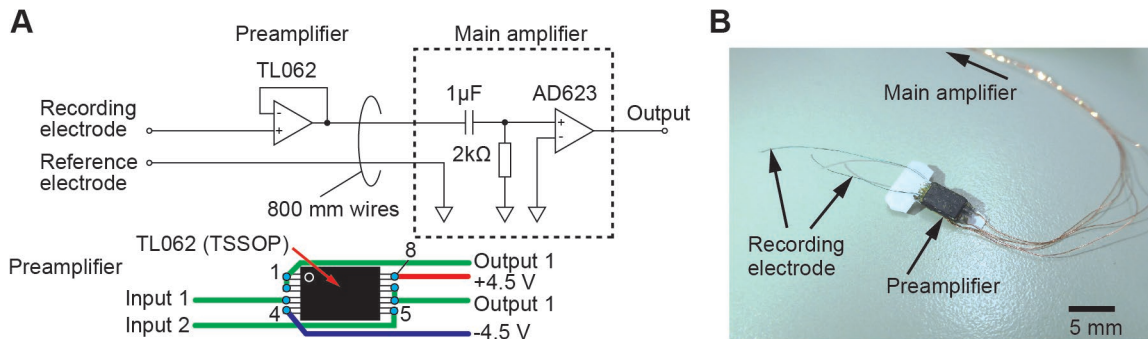 A
Preamplifier
TL062
Main amplifier
1µF
AD623
Recording
electrode
-
+
+
-
Output
Reference
electrode
2kΩ
800 mm wires
TL062 (TSSOP)
Preamplifier
1
8
Output 1
+4.5 V
Input 1
Output 1
4
5
Input 2
-4.5 V
B
Main amplifier
Recording
electrode
Preamplifier
5 mm